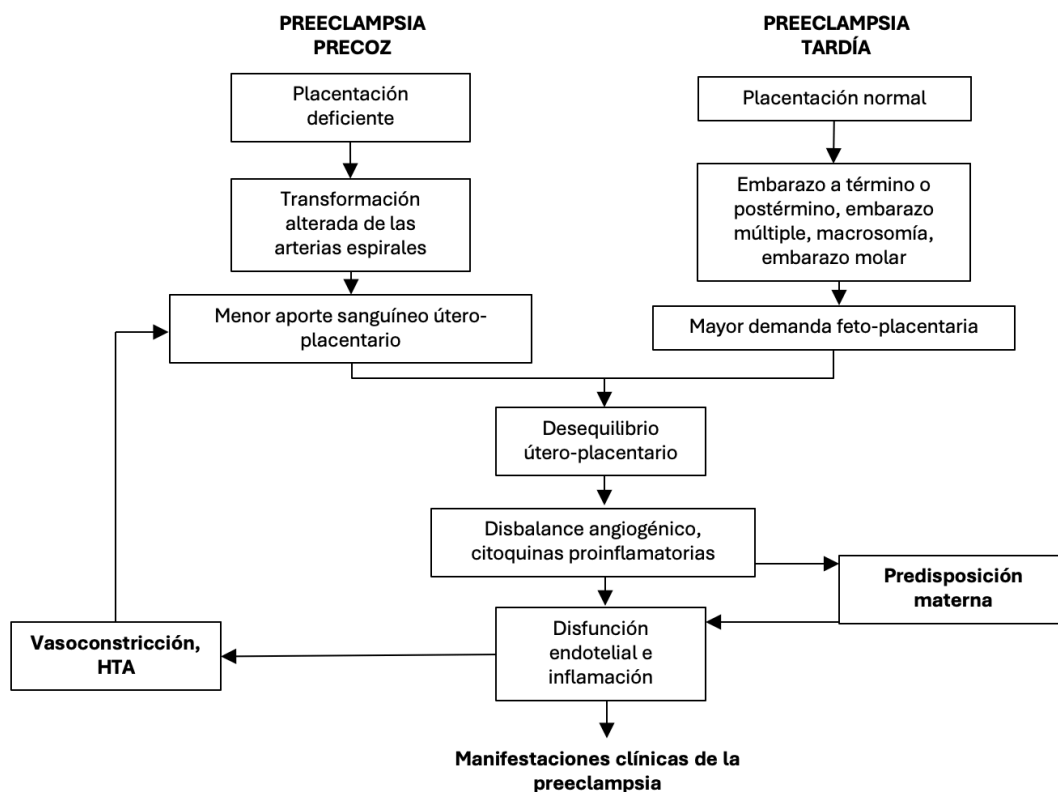 PREECLAMPSIA
PRECOZ
PREECLAMPSIA
TARDÍA
Placentación
deficiente
Placentación normal
Transformación
alterada de las
arterias espirales
Embarazo a término o
postérmino, embarazo
múltiple, macrosomía,
embarazo molar
Menor aporte sanguíneo útero-
placentario
Mayor demanda feto-placentaria
Desequilibrio
útero-placentario
Disbalance angiogénico,
citoquinas proinflamatorias
Predisposición
materna
Disfunción
endotelial e
inflamación
Vasoconstricción,
HTA
Manifestaciones clínicas de la
preeclampsia